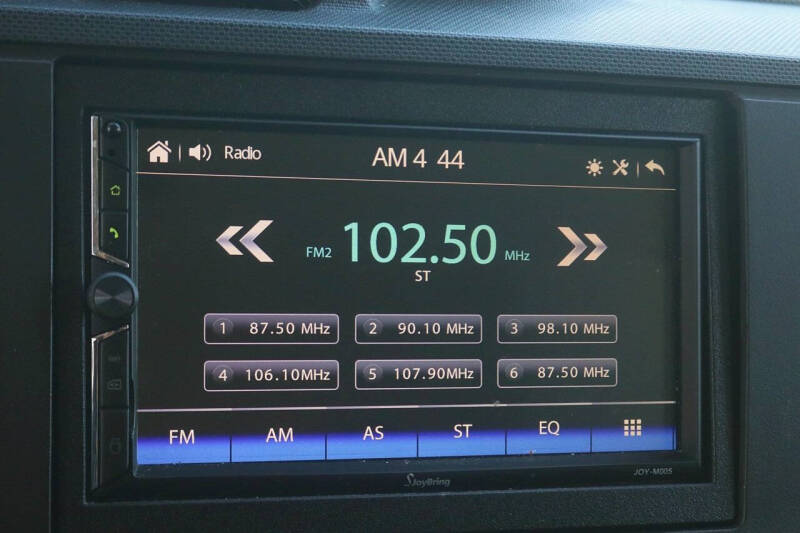 Radio
AM 4 44
FM2 102.50 MHz
ST
1 87.50 MHz
2 90.10 MHz
3 98.10 MHz
4 106.10MHz
5 107.90MHz
6 87.50 MHz
FM AM AS ST EQ
JoyBring
JOY-M005